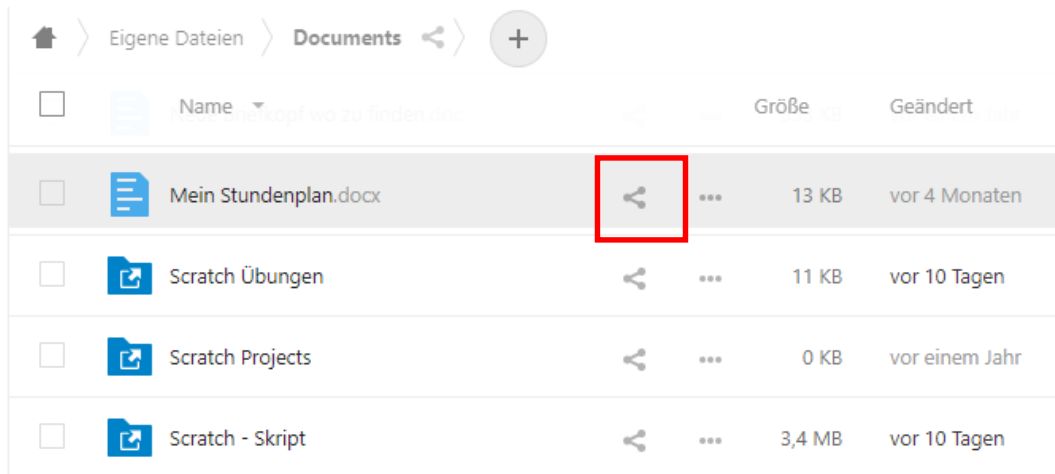 Eigene Dateien Documents +
Name Größe Geändert
Mein Stundenplan.docx 13 KB vor 4 Monaten
Scratch Übungen 11 KB vor 10 Tagen
Scratch Projects 0 KB vor einem Jahr
Scratch - Skript 3,4 MB vor 10 Tagen